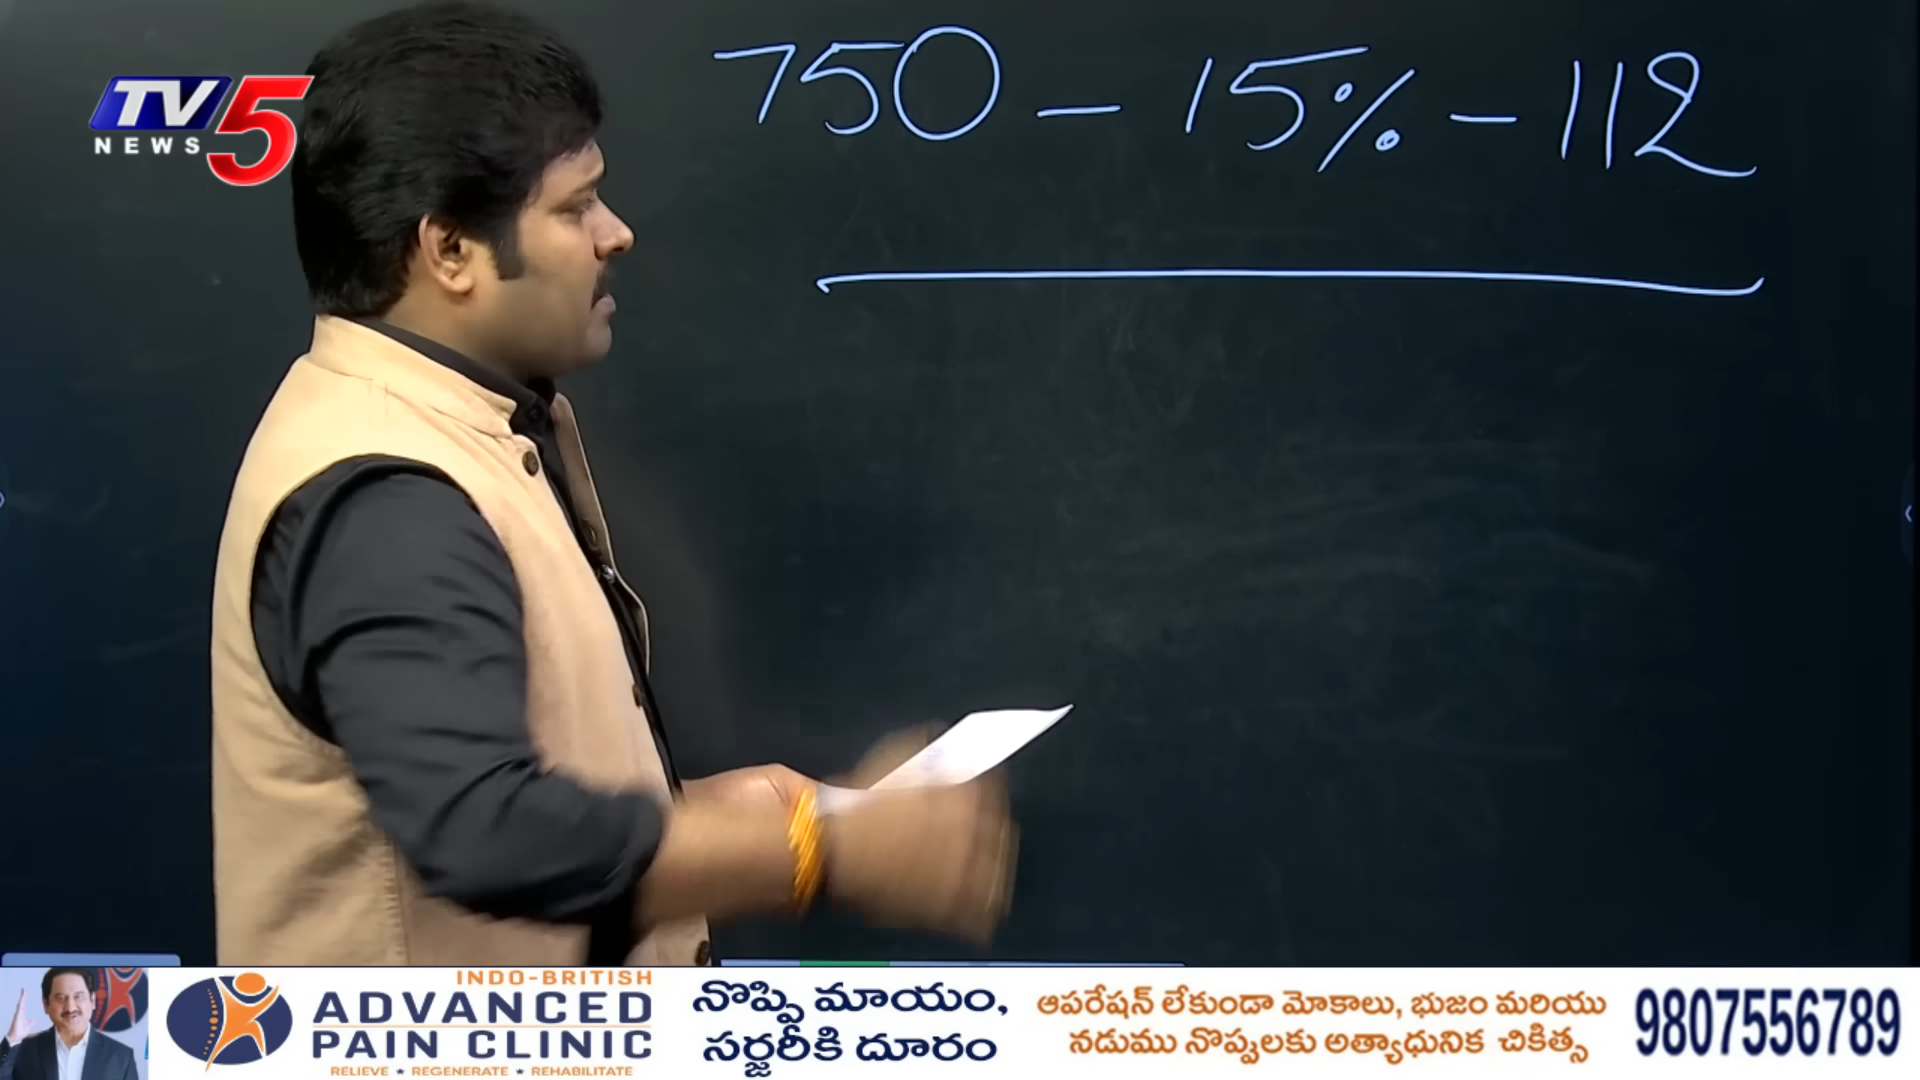 750 - 15% - 112
TV5
NEWS
INDO-BRITISH
ADVANCED
PAIN CLINIC
RELIEVE ★ REGENERATE ★ REHABILITATE
నొప్పి మాయం,
సర్జరీకి దూరం
ఆపరేషన్ లేకుండా మోకాలు, భుజం మరియు
నడుము నొప్పులకు అత్యాధునిక చికిత్స
9807556789